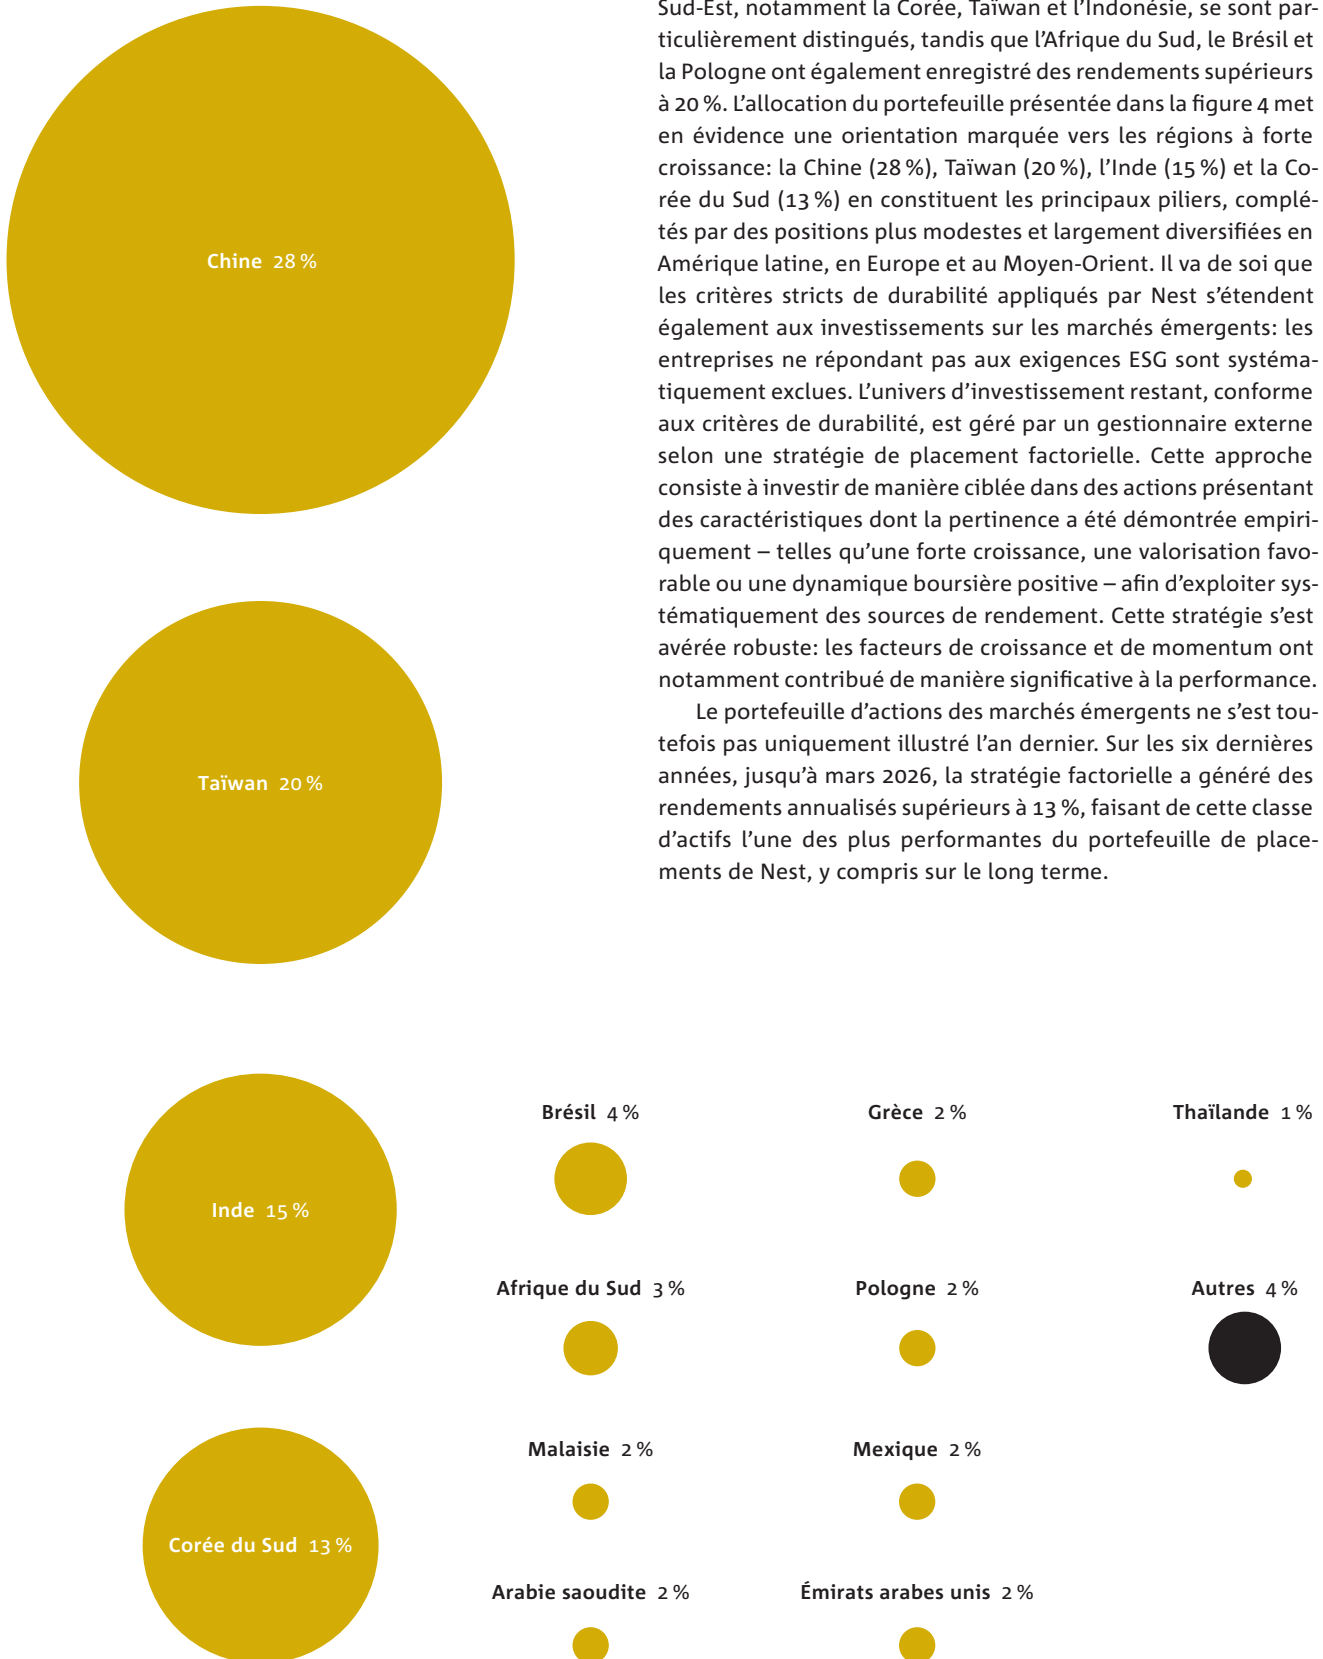 Sud-Est, notamment la Corée, Taïwan et l’Indonésie, se sont par-
ticulièrement distingués, tandis que l’Afrique du Sud, le Brésil et
la Pologne ont également enregistré des rendements supérieurs
à 20 %. L’allocation du portefeuille présentée dans la figure 4 met
en évidence une orientation marquée vers les régions à forte
croissance: la Chine (28 %), Taïwan (20 %), l’Inde (15 %) et la Co-
rée du Sud (13 %) en constituent les principaux piliers, complé-
tés par des positions plus modestes et largement diversifiées en
Amérique latine, en Europe et au Moyen-Orient. Il va de soi que
les critères stricts de durabilité appliqués par Nest s’étendent
également aux investissements sur les marchés émergents: les
entreprises ne répondant pas aux exigences ESG sont systéma-
tiquement exclues. L’univers d’investissement restant, conforme
aux critères de durabilité, est géré par un gestionnaire externe
selon une stratégie de placement factorielle. Cette approche
consiste à investir de manière ciblée dans des actions présentant
des caractéristiques dont la pertinence a été démontrée empiri-
quement – telles qu’une forte croissance, une valorisation favo-
rable ou une dynamique boursière positive – afin d’exploiter sys-
tématiquement des sources de rendement. Cette stratégie s’est
avérée robuste: les facteurs de croissance et de momentum ont
notamment contribué de manière significative à la performance.
Le portefeuille d’actions des marchés émergents ne s’est tou-
tefois pas uniquement illustré l’an dernier. Sur les six dernières
années, jusqu’à mars 2026, la stratégie factorielle a généré des
rendements annualisés supérieurs à 13 %, faisant de cette classe
d’actifs l’une des plus performantes du portefeuille de place-
ments de Nest, y compris sur le long terme.
Chine 28 %
Taïwan 20 %
Inde 15 %
Corée du Sud 13 %
Brésil 4 %
Afrique du Sud 3 %
Malaisie 2 %
Arabie saoudite 2 %
Grèce 2 %
Pologne 2 %
Mexique 2 %
Émirats arabes unis 2 %
Thaïlande 1 %
Autres 4 %